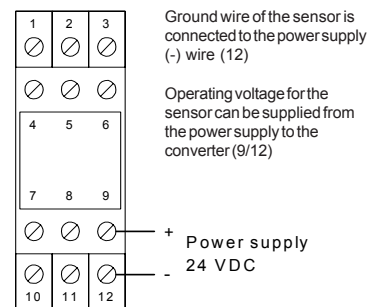 1 2 3
Ground wire of the sensor is
connected to the power supply
(-) wire (12)
Operating voltage for the
sensor can be supplied from
the power supply to the
converter (9/12)
4 5 6
7 8 9
+
Power supply
24 VDC
-
10 11 12